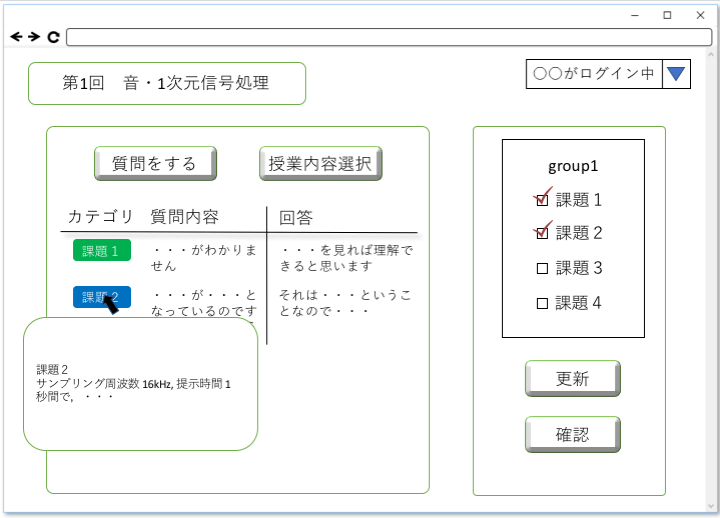 第1回　音・1次元信号処理
〇〇がログイン中
質問をする
授業内容選択
カテゴリ 質問内容 回答
課題 1
・・・がわかりま
せん
・・・を見れば理解で
きると思います
課題 2
・・・が・・・と
なっているのです
それは・・・というこ
となので・・・
課題 2
サンプリング周波数 16kHz, 提示時間 1
秒間で, ・・・
group1
課題 1
課題 2
課題 3
課題 4
更新
確認